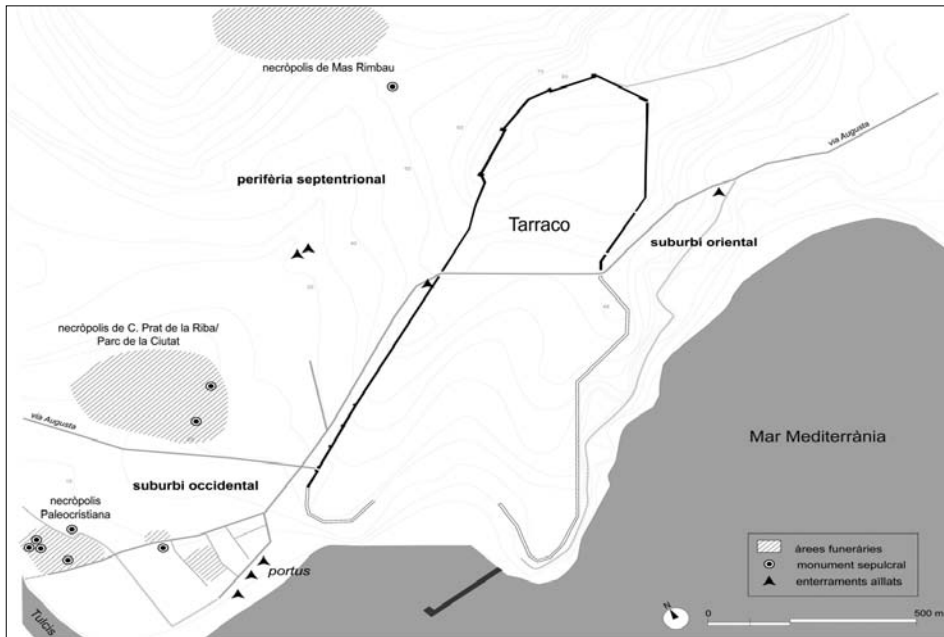 necròpolis de Mas Rimbau
perifèria septentrional
via Augusta
Tarraco
suburbi oriental
necròpolis de C. Prat de la Riba/
Parc de la Ciutat
via Augusta
Mar Mediterrània
suburbi occidental
necròpolis
Paleocristiana
portus
Tulcis
àrees funeràries
monument sepulcral
enterraments aïllats
N
0
500 m